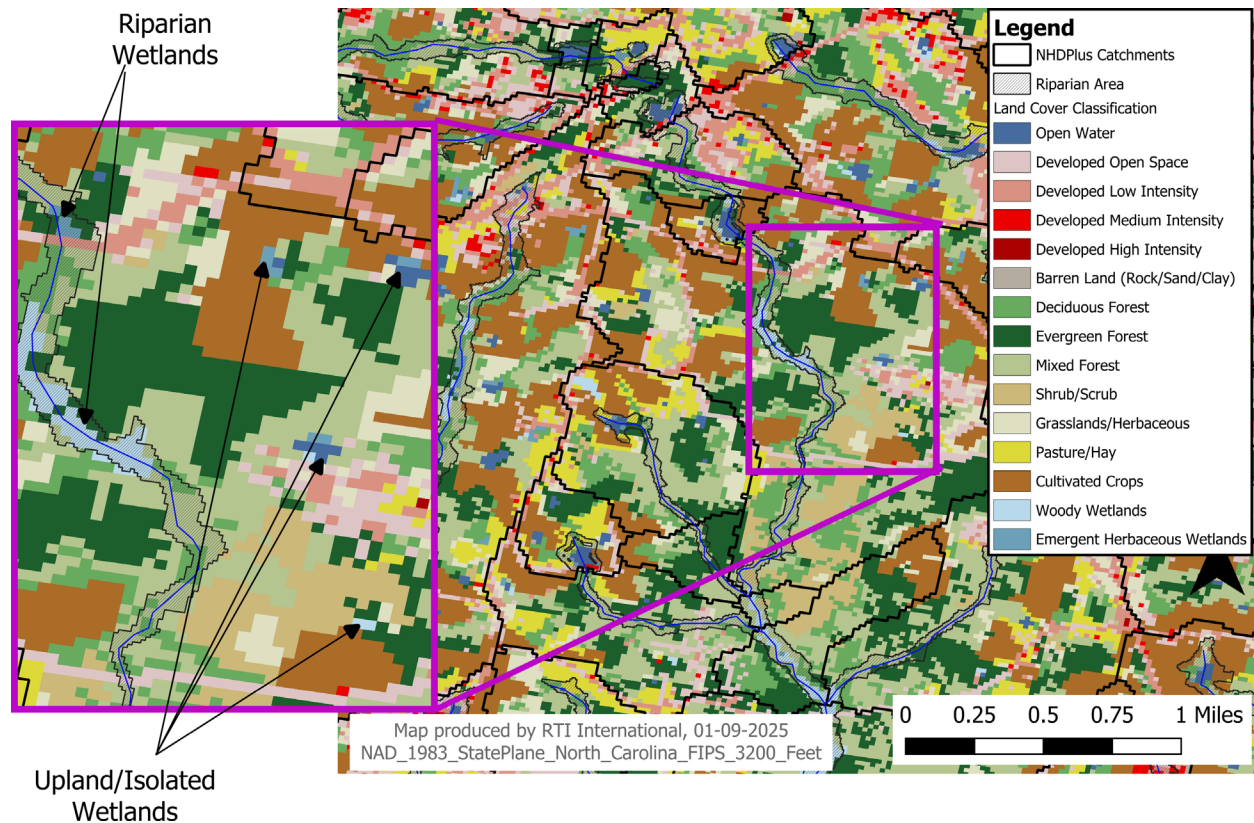 Riparian
Wetlands
Legend
NHDPlus Catchments
Riparian Area
Land Cover Classification
Open Water
Developed Open Space
Developed Low Intensity
Developed Medium Intensity
Developed High Intensity
Barren Land (Rock/Sand/Clay)
Deciduous Forest
Evergreen Forest
Mixed Forest
Shrub/Scrub
Grasslands/Herbaceous
Pasture/Hay
Cultivated Crops
Woody Wetlands
Emergent Herbaceous Wetlands
0 0.25 0.5 0.75 1 Miles
Map produced by RTI International, 01-09-2025
NAD_1983_StatePlane_North_Carolina_FIPS_3200_Feet
Upland/Isolated
Wetlands